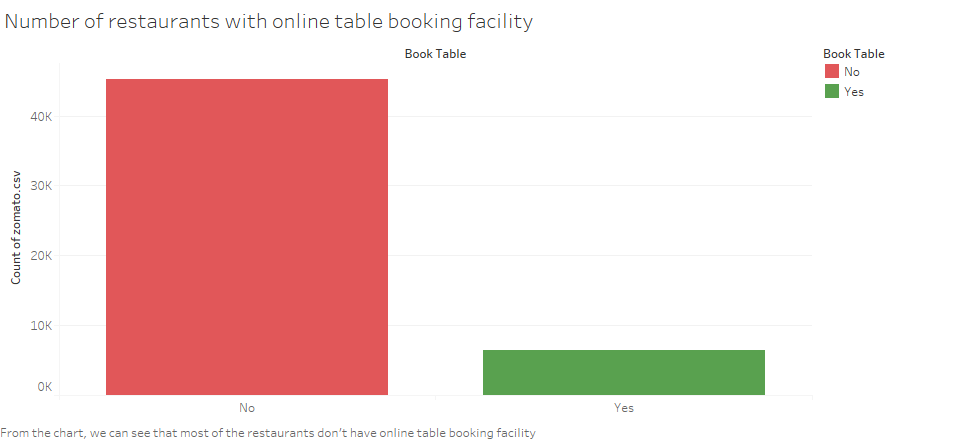 Number of restaurants with online table booking facility
Book Table
Book Table
No
Yes
Count of zomato.csv
40K
30K
20K
10K
0K
No
Yes
From the chart, we can see that most of the restaurants don't have online table booking facility